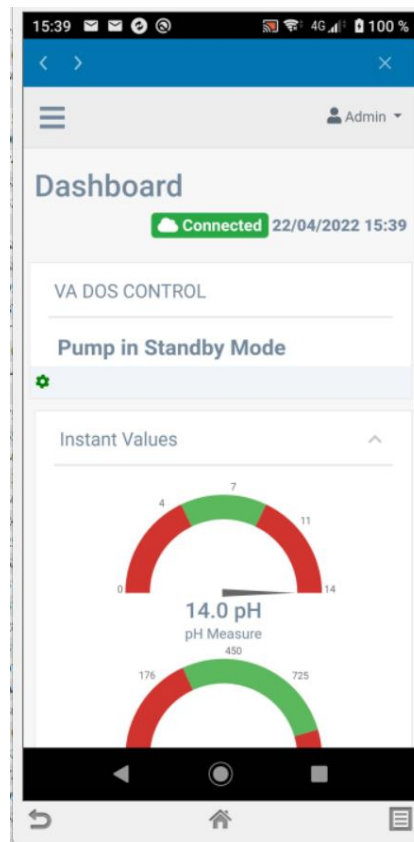 15:39 4G 100 %
Admin
Dashboard
Connected 22/04/2022 15:39
VA DOS CONTROL
Pump in Standby Mode
Instant Values
7
4 11
0 14
14.0 pH
pH Measure
450
176 725